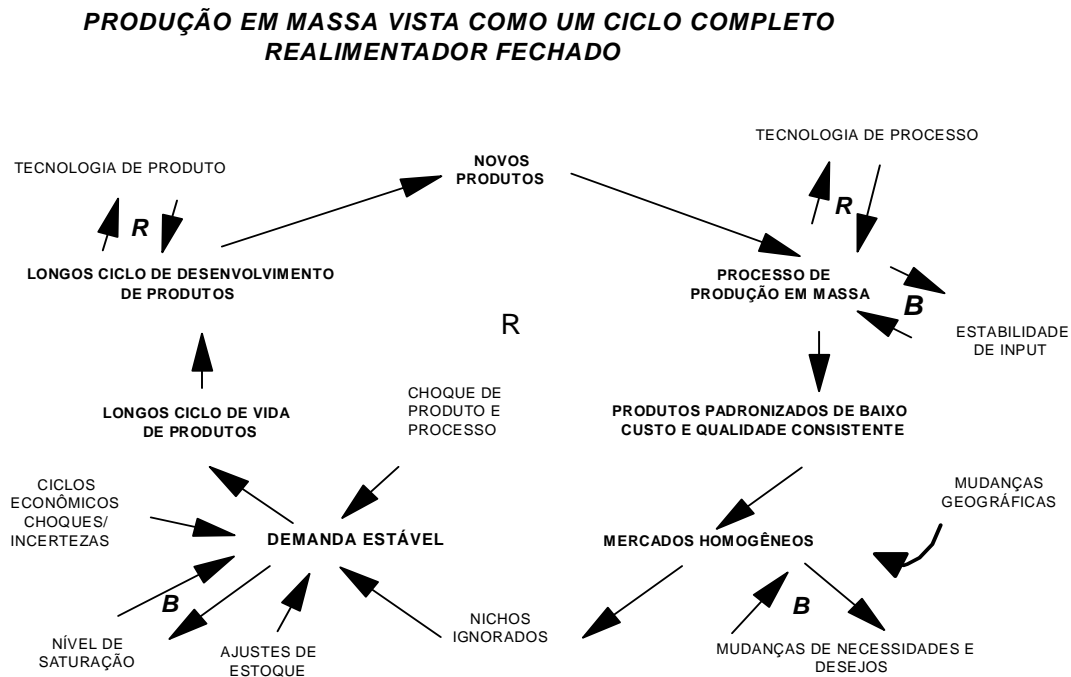 PRODUÇÃO EM MASSA VISTA COMO UM CICLO COMPLETO
REALIMENTADOR FECHADO
TECNOLOGIA DE PRODUTO
R
NOVOS
PRODUTOS
TECNOLOGIA DE PROCESSO
R
LONGOS CICLO DE DESENVOLVIMENTO
DE PRODUTOS
PROCESSO DE
PRODUÇÃO EM MASSA
B
ESTABILIDADE
DE INPUT
R
LONGOS CICLO DE VIDA
DE PRODUTOS
CHOQUE DE
PRODUTO E
PROCESSO
PRODUTOS PADRONIZADOS DE BAIXO
CUSTO E QUALIDADE CONSISTENTE
CICLOS
ECONÔMICOS
CHOQUES/
INCERTEZAS
MUDANÇAS
GEOGRÁFICAS
DEMANDA ESTÁVEL
MERCADOS HOMOGÊNEOS
B
NÍVEL DE
SATURAÇÃO
AJUSTES DE
ESTOQUE
NICHOS
IGNORADOS
B
MUDANÇAS DE NECESSIDADES E
DESEJOS